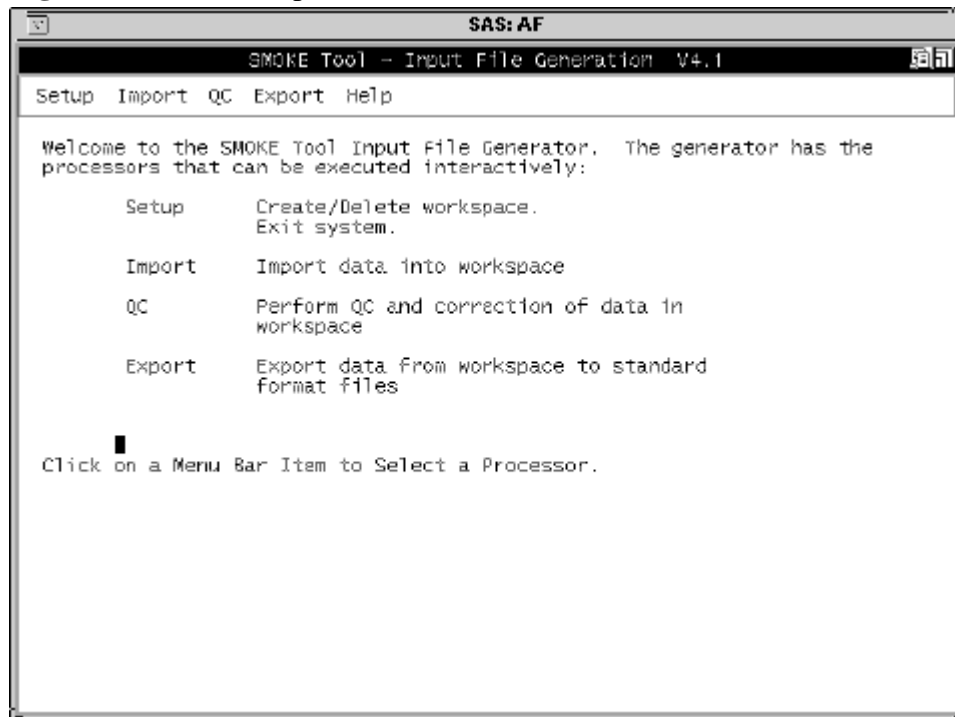 SAS: AF
SMOKE Tool - Input File Generation V4.1
Setup Import QC Export Help
Welcome to the SMOKE Tool Input File Generator. The generator has the
processors that can be executed interactively:
Setup Create/Delete workspace.
Exit system.
Import Import data into workspace
QC Perform QC and correction of data in
workspace
Export Export data from workspace to standard
format files
Click on a Menu Bar Item to Select a Processor.